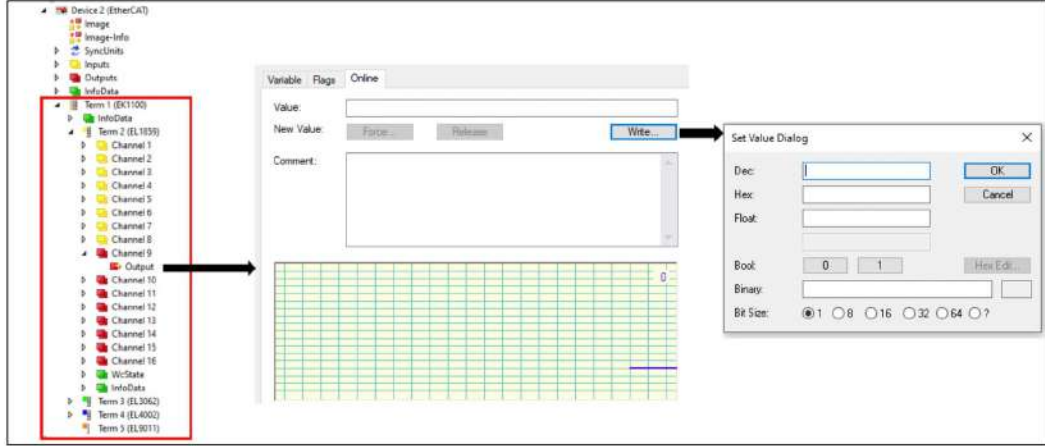 Device 2 (EtherCAT)
Image
Image-Info
SyncUnits
Inputs
Outputs
InfoData
Term 1 (EK1100)
InfoData
Term 2 (EL1859)
Channel 1
Channel 2
Channel 3
Channel 4
Channel 5
Channel 6
Channel 7
Channel 8
Channel 9
Output
Channel 10
Channel 11
Channel 12
Channel 13
Channel 14
Channel 15
Channel 16
WcState
InfoData
Term 3 (EL3062)
Term 4 (EL4002)
Term 5 (EL9011)
Variable Flags Online
Value:
New Value: Force... Release Write...
Comment:
0
Set Value Dialog
Dec: OK
Hex: Cancel
Float:
Bool: 0 1 Hex Edit...
Binary:
Bit Size: 1 8 16 32 64 ?